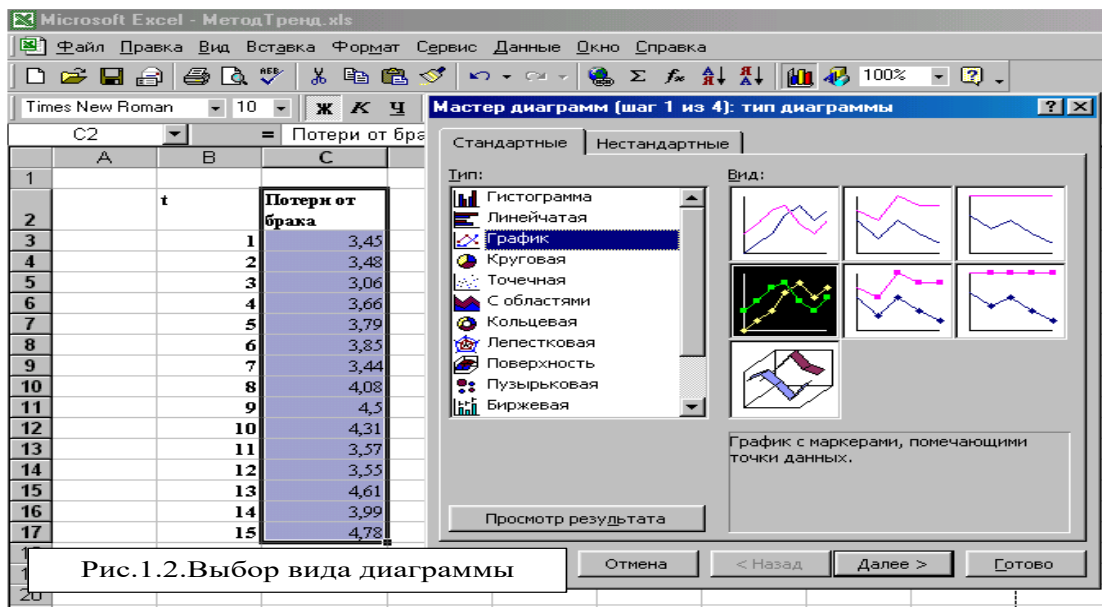 Microsoft Excel - МетодТренд.xls
Файл Правка Вид Вставка Формат Сервис Данные Окно Справка
100%
Times New Roman 10 Ж К Ч
C2 = Потери от бра
A B C
1
2 t Потери от
брака
3 1 3,45
4 2 3,48
5 3 3,06
6 4 3,66
7 5 3,79
8 6 3,85
9 7 3,44
10 8 4,08
11 9 4,5
12 10 4,31
13 11 3,57
14 12 3,55
15 13 4,61
16 14 3,99
17 15 4,78
20
Мастер диаграмм (шаг 1 из 4): тип диаграммы
Стандартные Нестандартные
Тип: Вид:
Гистограмма
Линейчатая
График
Круговая
Точечная
С областями
Кольцевая
Лепестковая
Поверхность
Пузырьковая
Биржевая
График с маркерами, помечающими
точки данных.
Просмотр результата
Отмена < Назад Далее > Готово
Рис.1.2.Выбор вида диаграммы